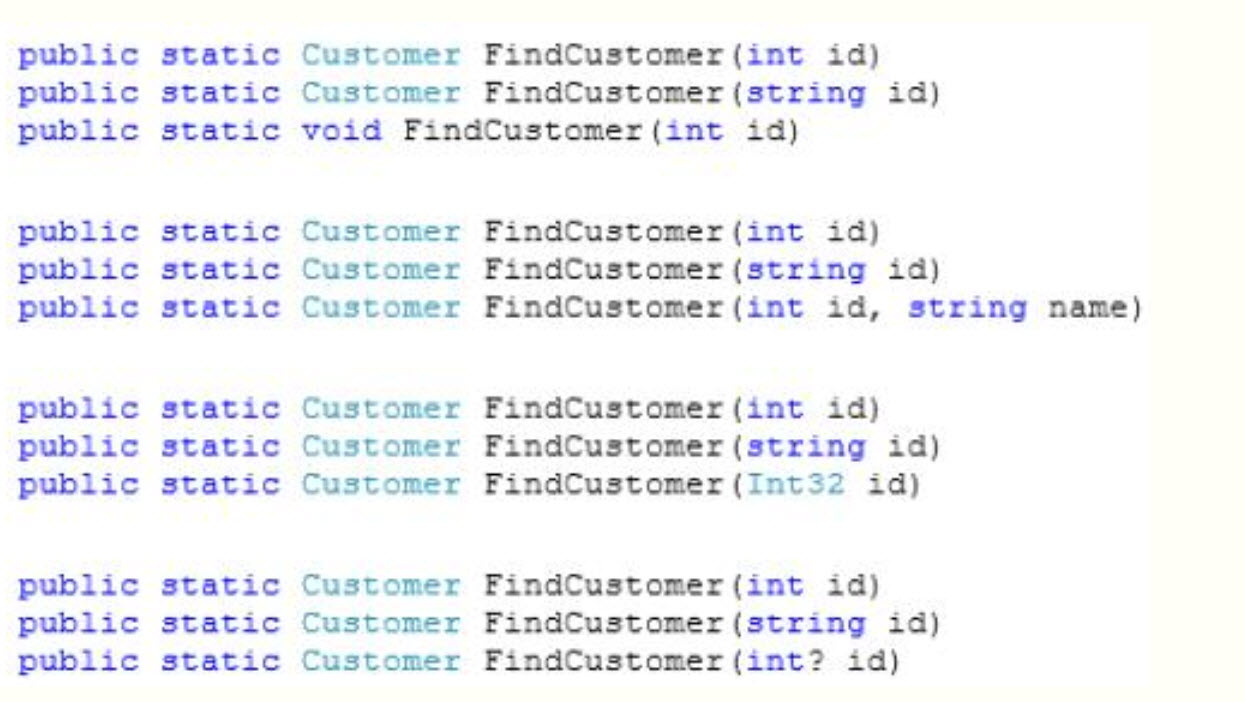 public static Customer FindCustomer(int id)
public static Customer FindCustomer(string id)
public static void FindCustomer(int id)
public static Customer FindCustomer(int id)
public static Customer FindCustomer(string id)
public static Customer FindCustomer(int id, string name)
public static Customer FindCustomer(int id)
public static Customer FindCustomer(string id)
public static Customer FindCustomer(Int32 id)
public static Customer FindCustomer(int id)
public static Customer FindCustomer(string id)
public static Customer FindCustomer(int? id)